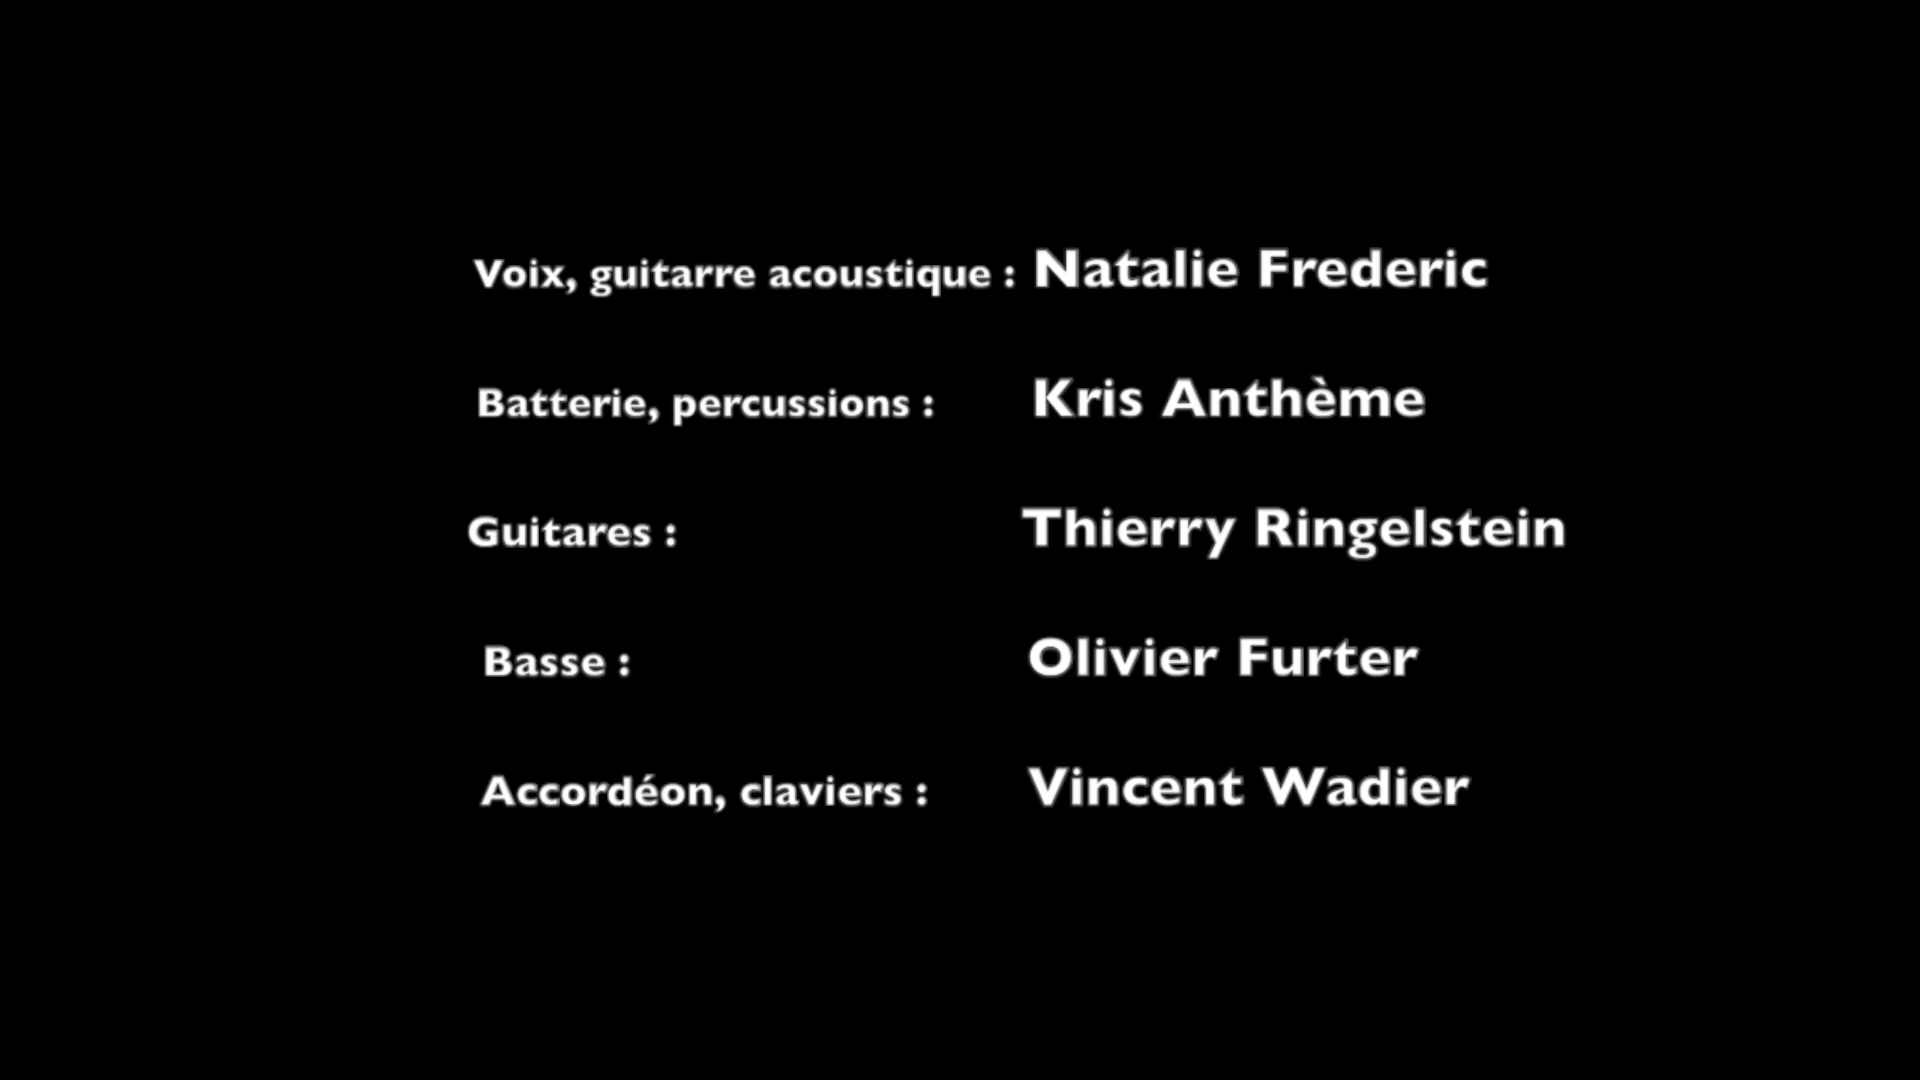 Voix, guitarre acoustique : Natalie Frederic
Batterie, percussions : Kris Anthème
Guitares : Thierry Ringelstein
Basse : Olivier Furter
Accordéon, claviers : Vincent Wadier